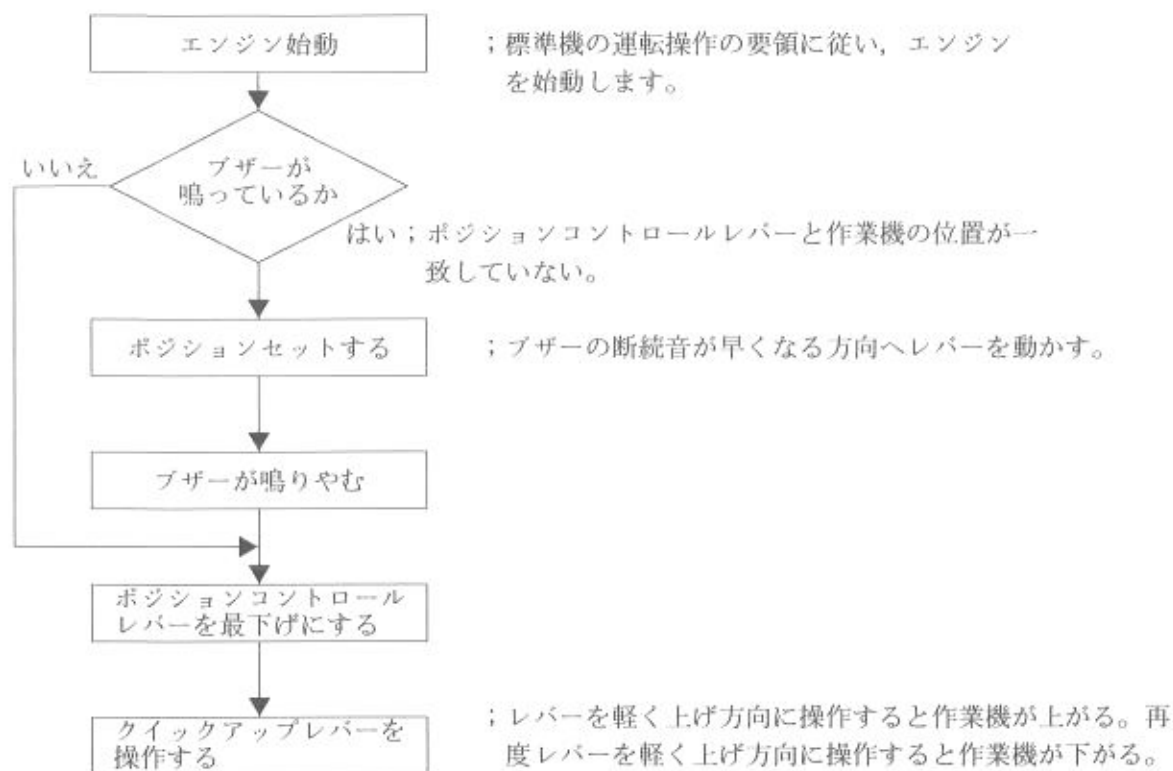 エンジン始動
；標準機の運転操作の要領に従い，エンジン
を始動します。
いいえ
ブザーが
鳴っているか
はい；ポジションコントロールレバーと作業機の位置が一
致していない。
ポジションセットする
；ブザーの断続音が早くなる方向へレバーを動かす。
ブザーが鳴りやむ
ポジションコントロール
レバーを最下げにする
クイックアップレバーを
操作する
；レバーを軽く上げ方向に操作すると作業機が上がる。再
度レバーを軽く上げ方向に操作すると作業機が下がる。